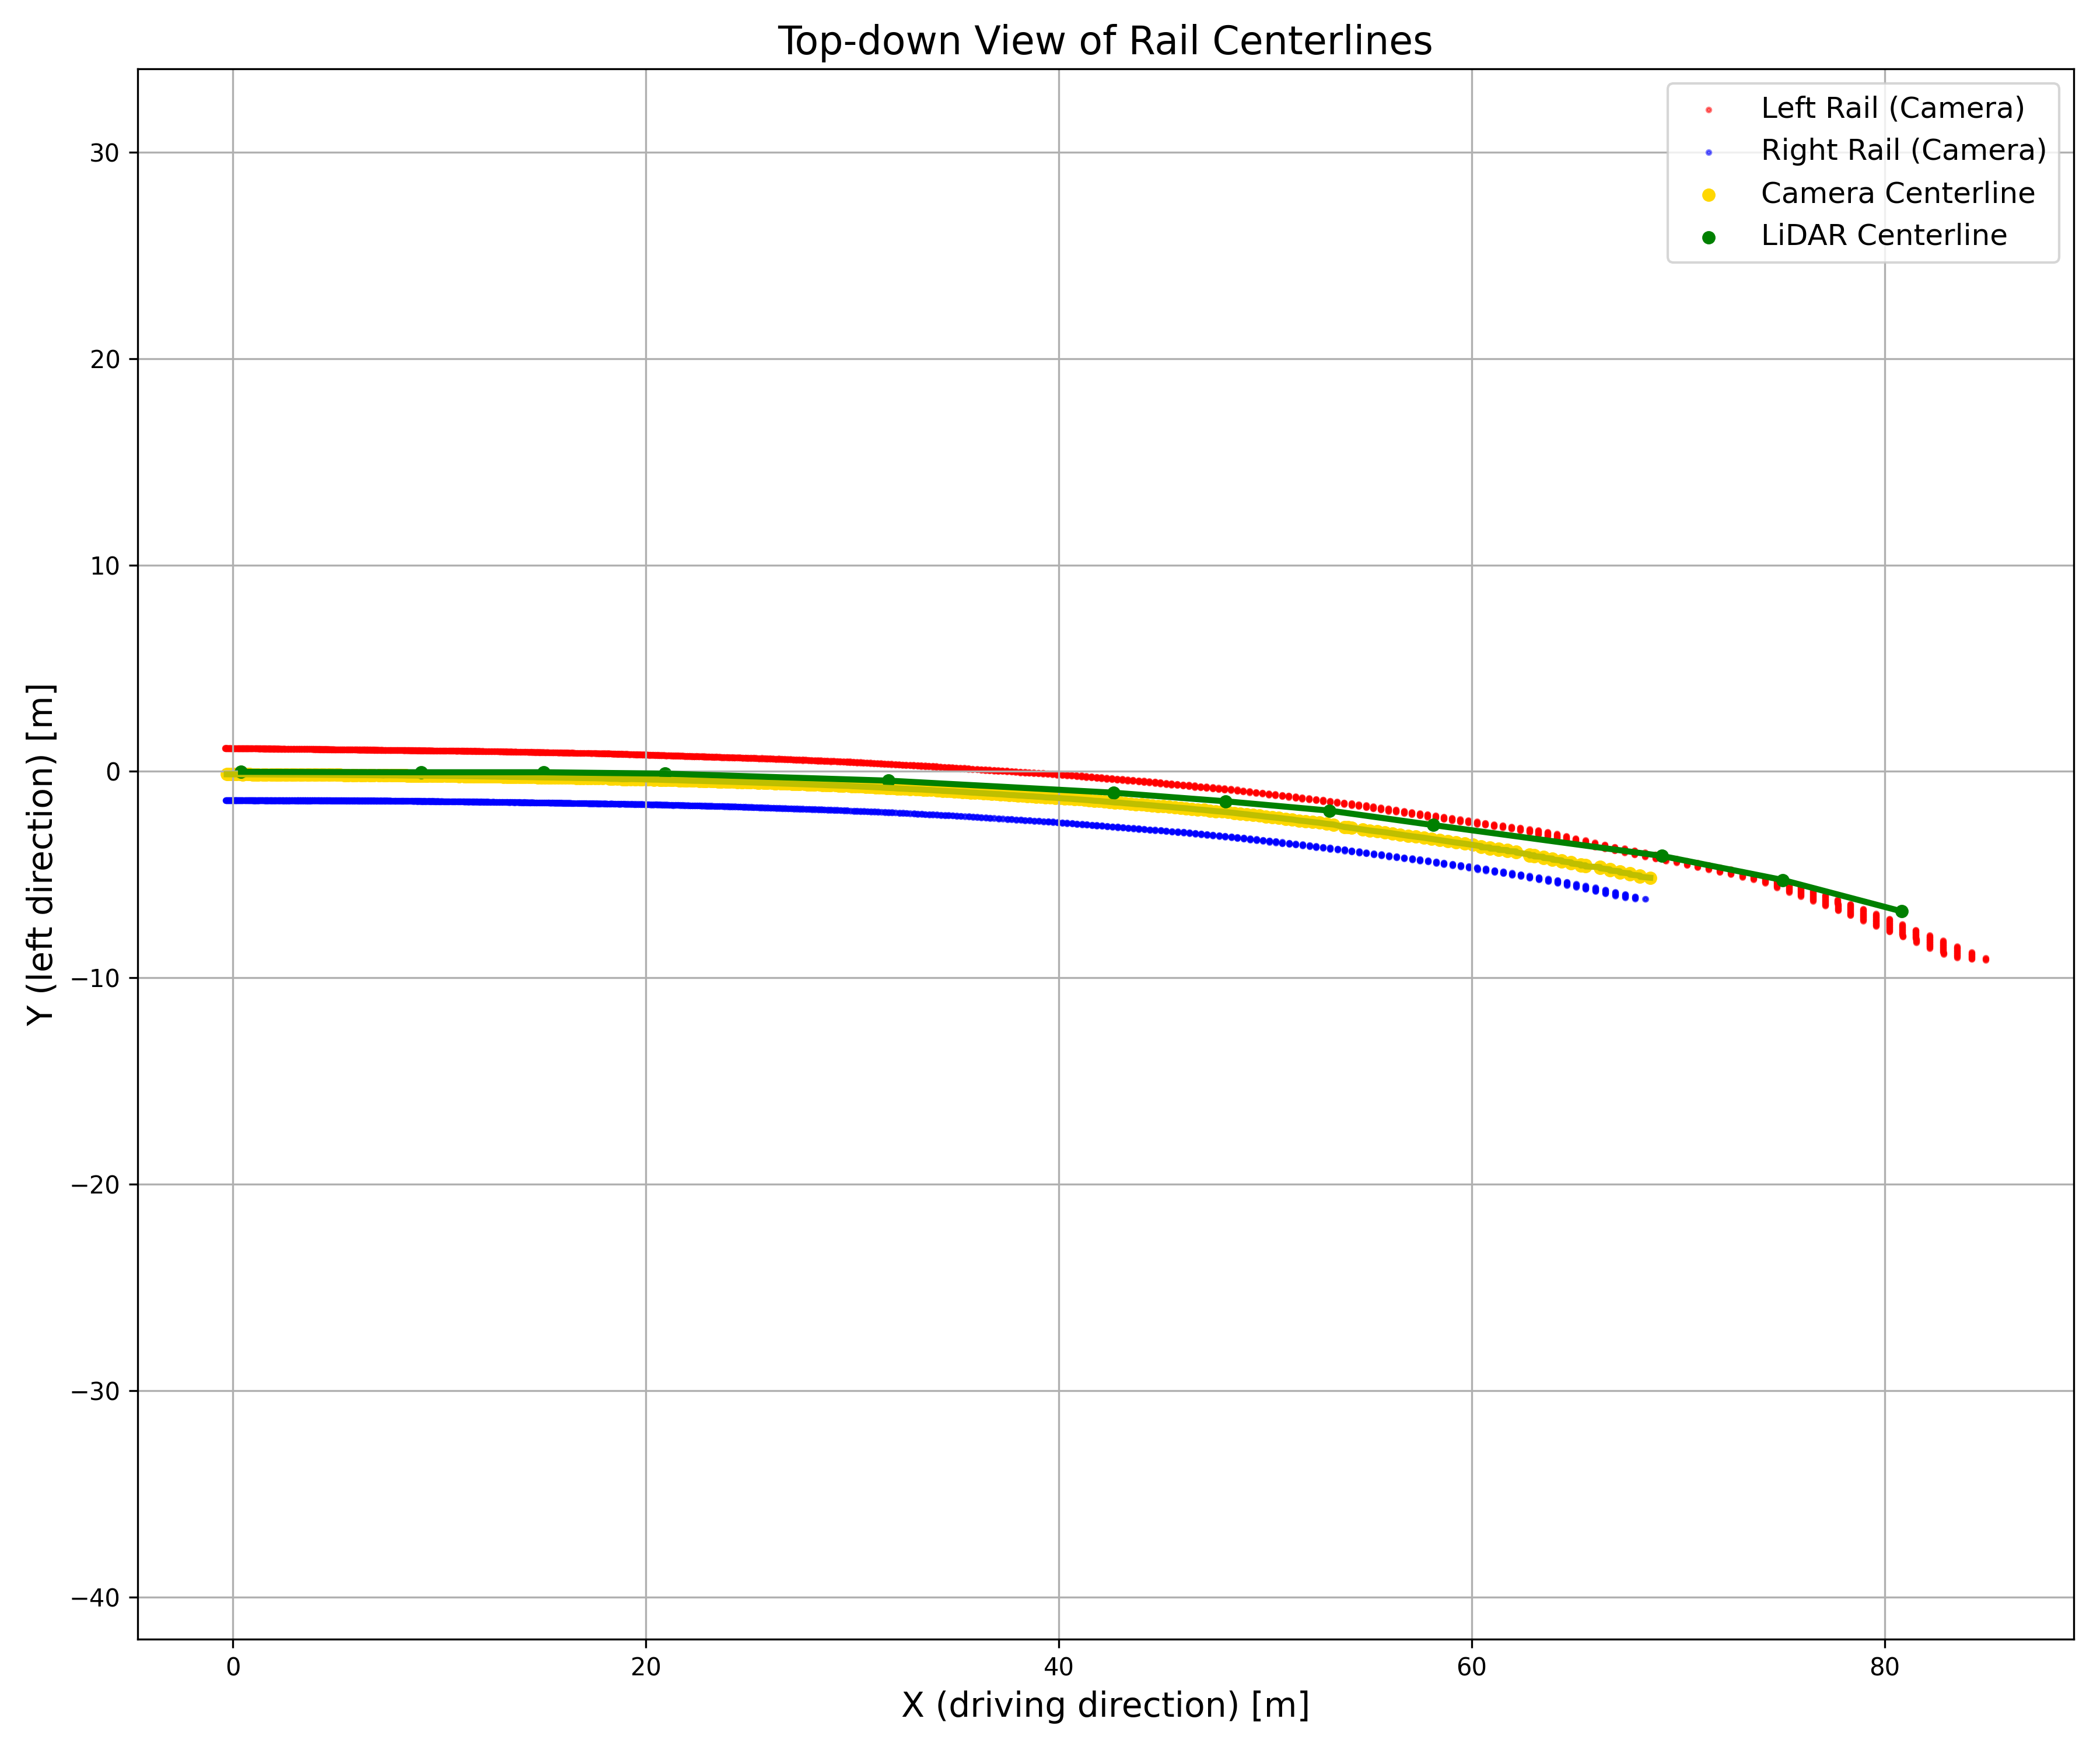 Top-down View of Rail Centerlines
Left Rail (Camera)
Right Rail (Camera)
Camera Centerline
LiDAR Centerline
30
20
10
0
−10
−20
−30
−40
Y (left direction) [m]
0 20 40 60 80
X (driving direction) [m]